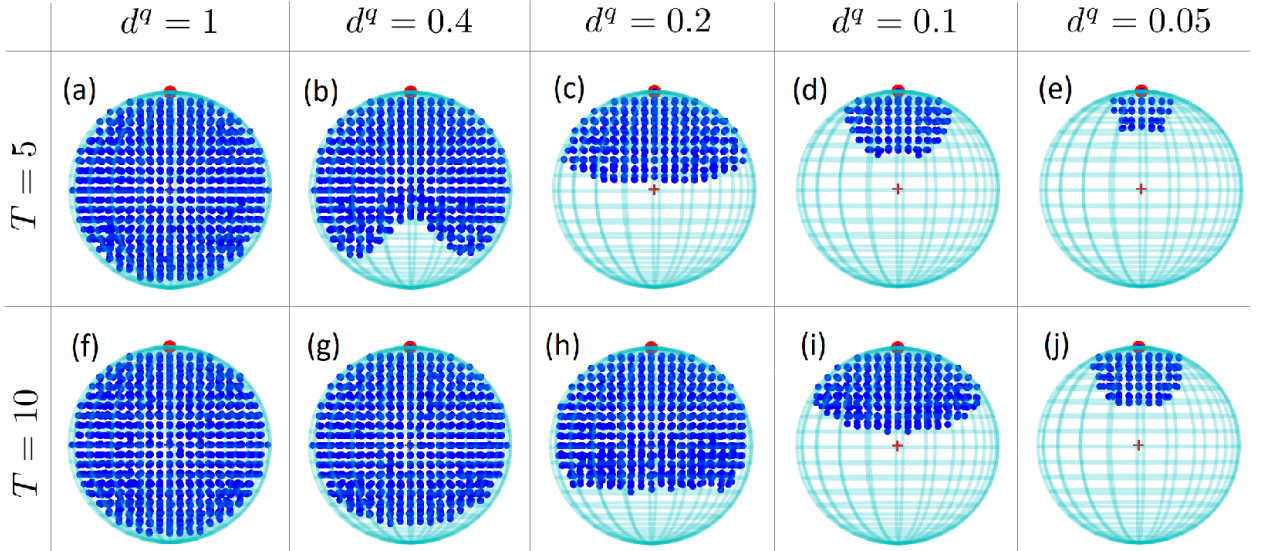 d^q = 1 d^q = 0.4 d^q = 0.2 d^q = 0.1 d^q = 0.05
T = 5
(a) (b) (c) (d) (e)
T = 10
(f) (g) (h) (i) (j)